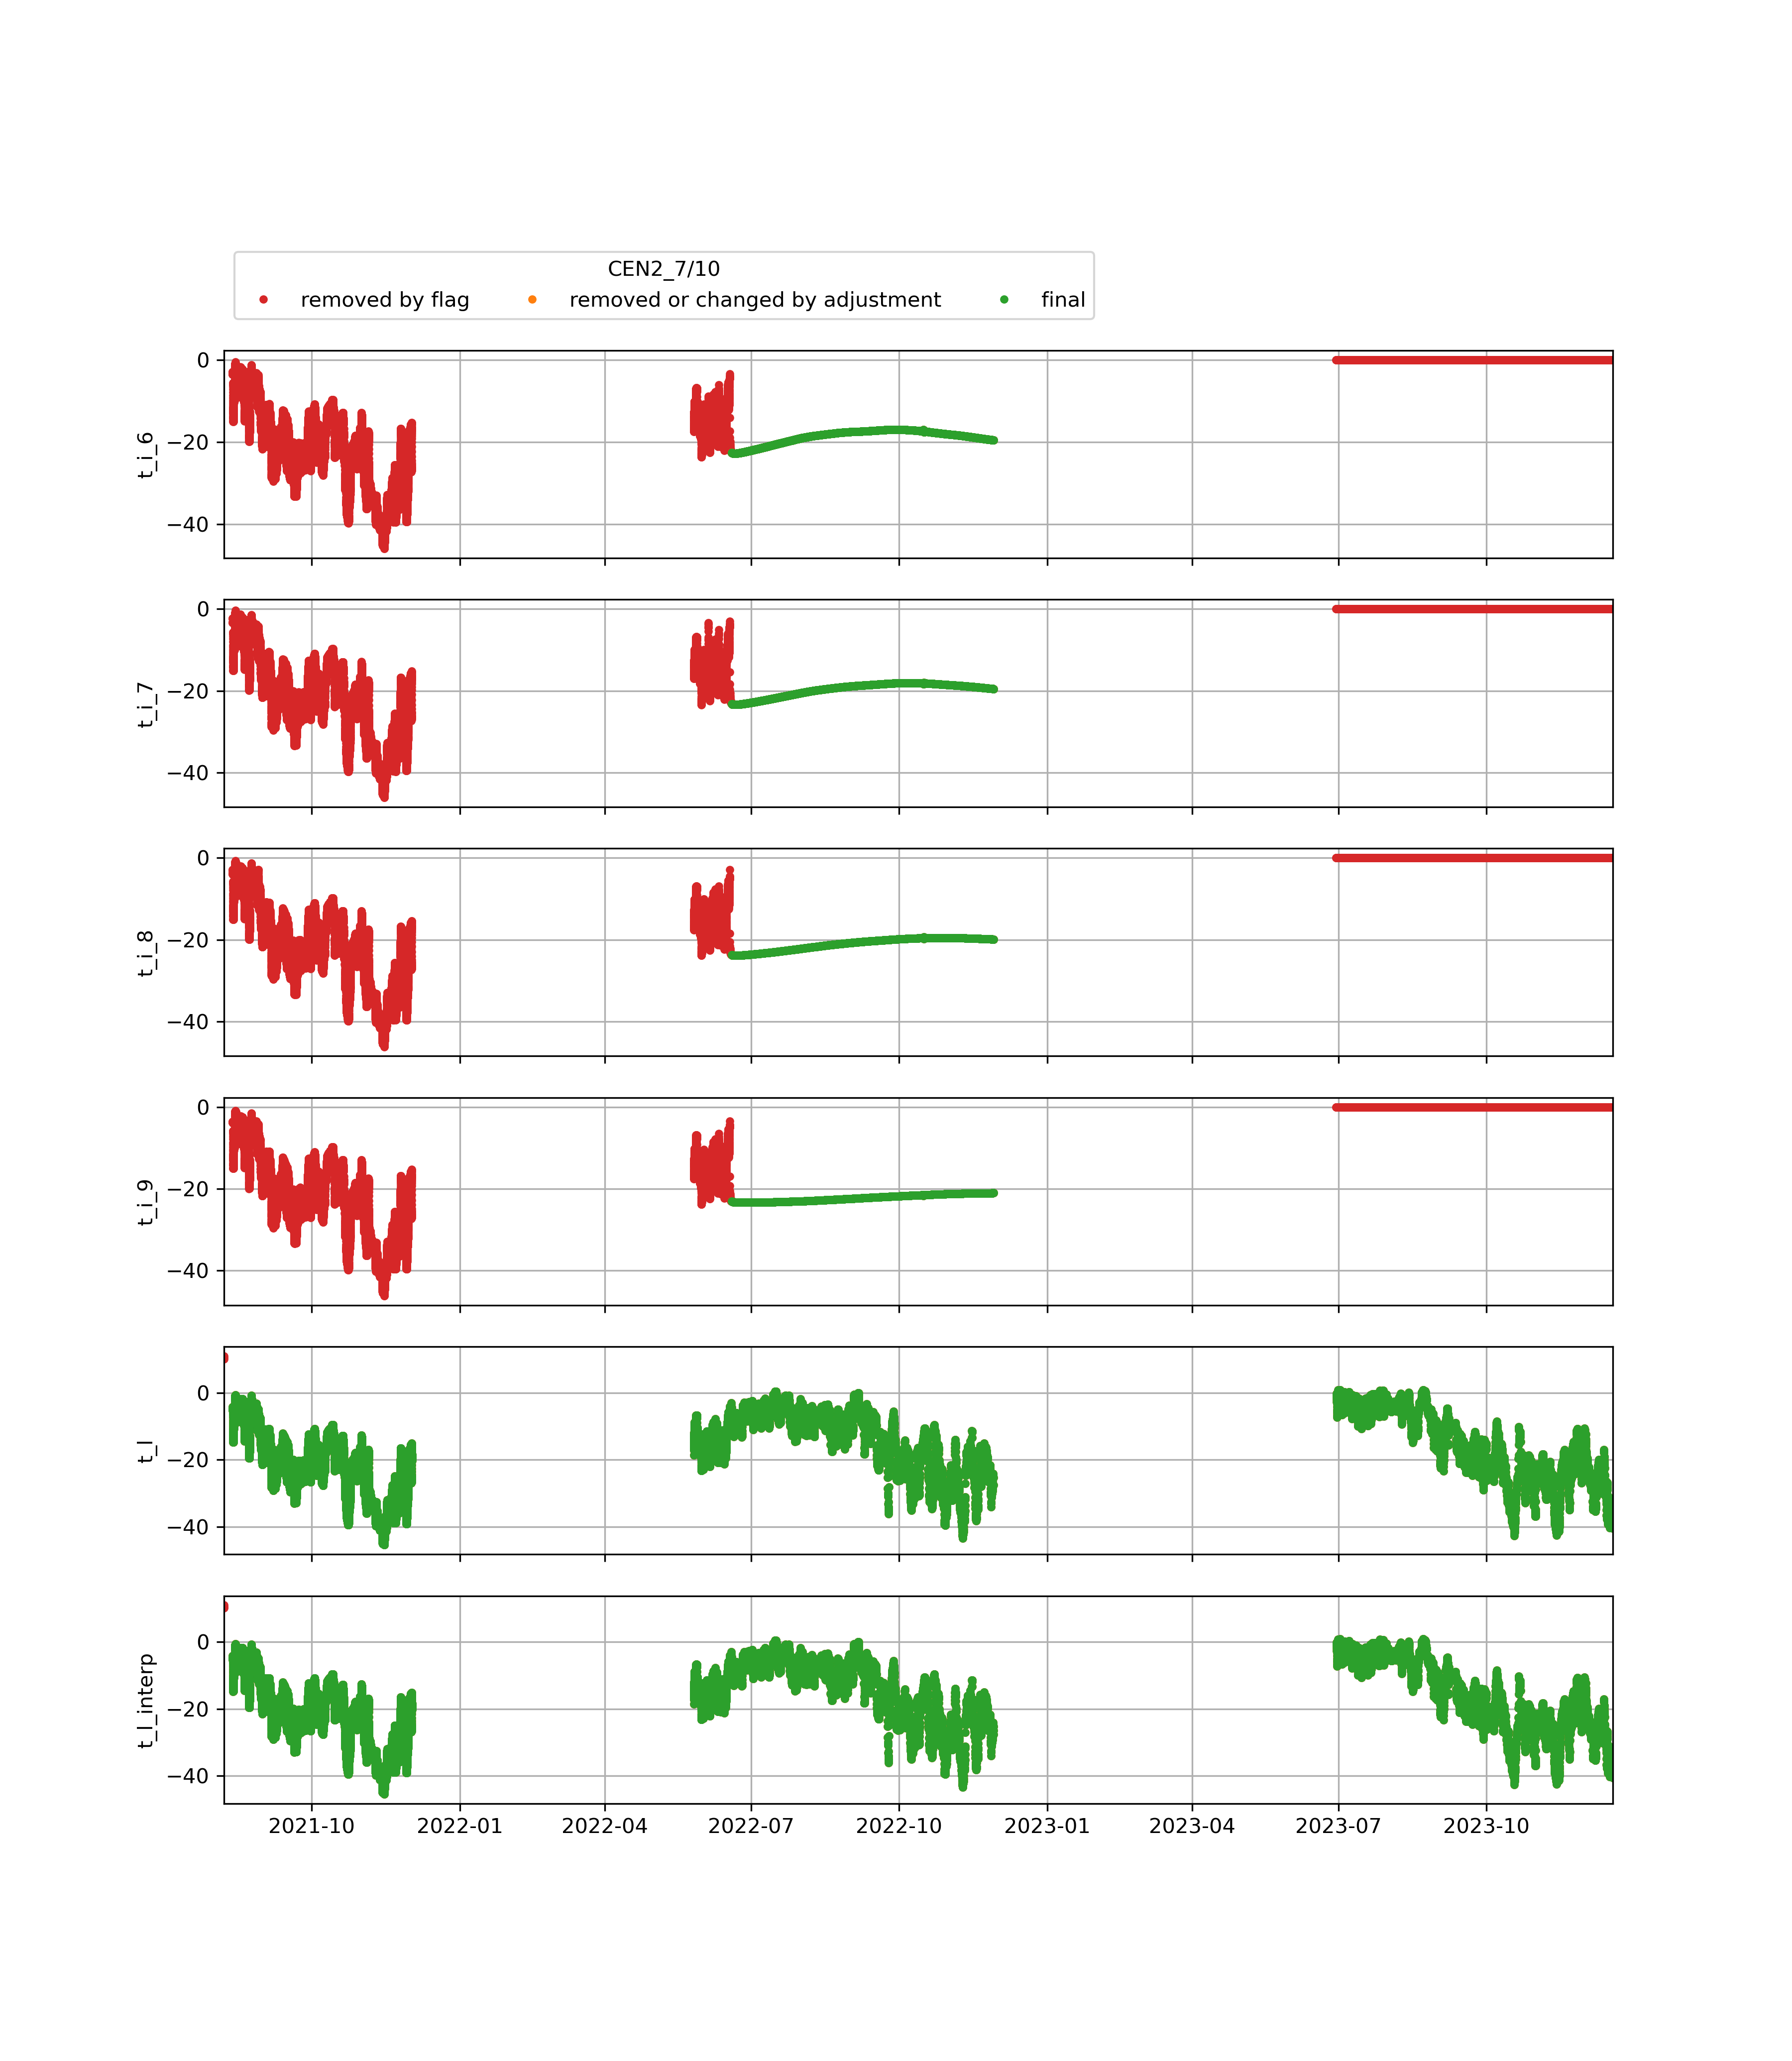 CEN2_7/10
removed by flag removed or changed by adjustment final
0
−20
−40
t_i_6
0
−20
−40
t_i_7
0
−20
−40
t_i_8
0
−20
−40
t_i_9
0
−20
−40
t_l
0
−20
−40
t_l_interp
2021-10 2022-01 2022-04 2022-07 2022-10 2023-01 2023-04 2023-07 2023-10